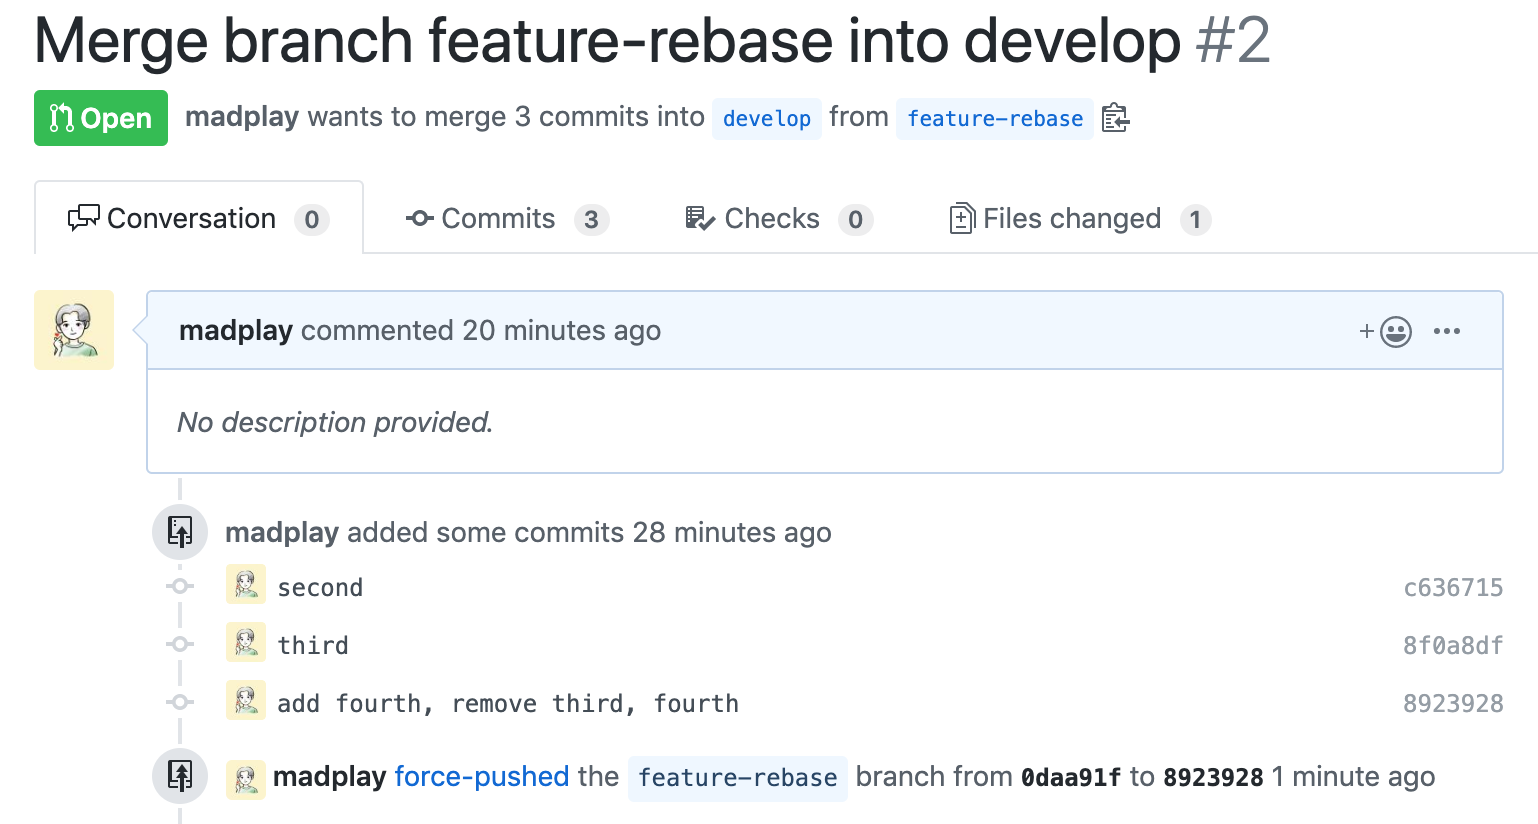 Merge branch feature-rebase into develop #2
Open madplay wants to merge 3 commits into develop from feature-rebase
Conversation 0 Commits 3 Checks 0 Files changed 1
madplay commented 20 minutes ago
No description provided.
madplay added some commits 28 minutes ago
second c636715
third 8f0a8df
add fourth, remove third, fourth 8923928
madplay force-pushed the feature-rebase branch from 0daa91f to 8923928 1 minute ago